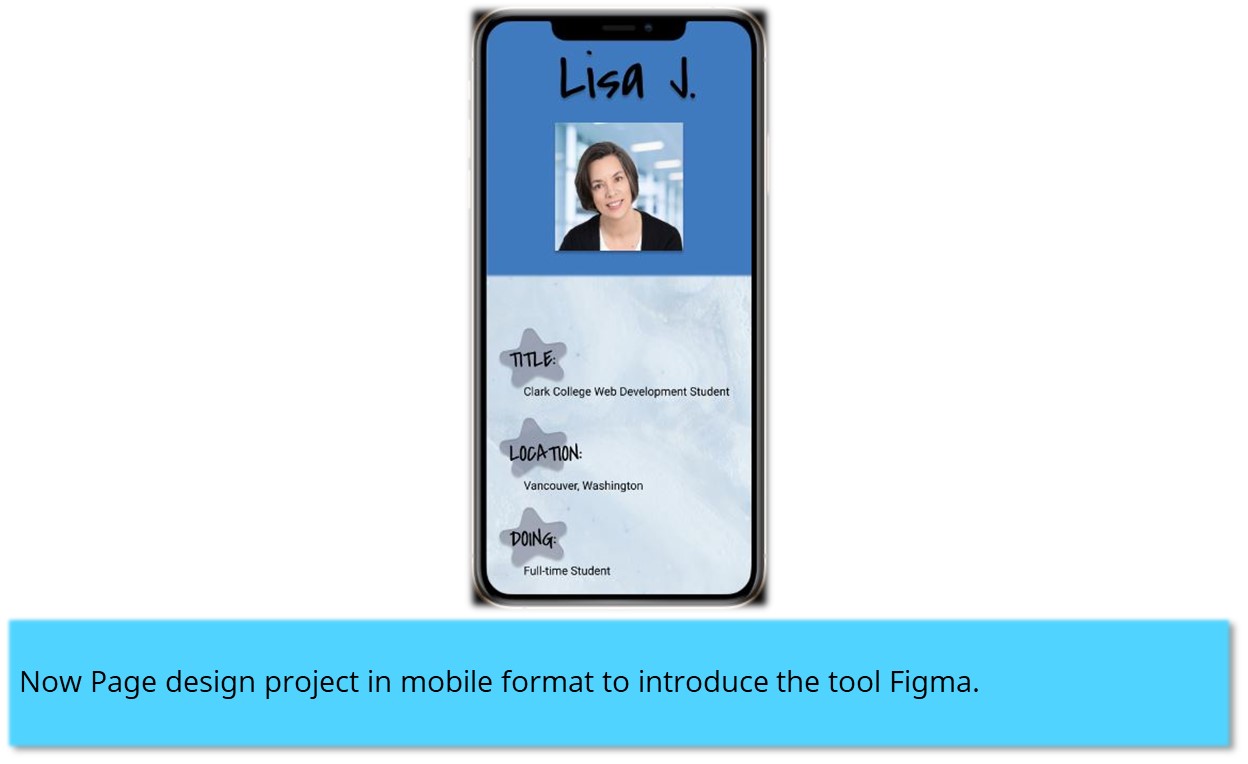 Lisa J.
TITLE:
Clark College Web Development Student
LOCATION:
Vancouver, Washington
DOING:
Full-time Student
Now Page design project in mobile format to introduce the tool Figma.